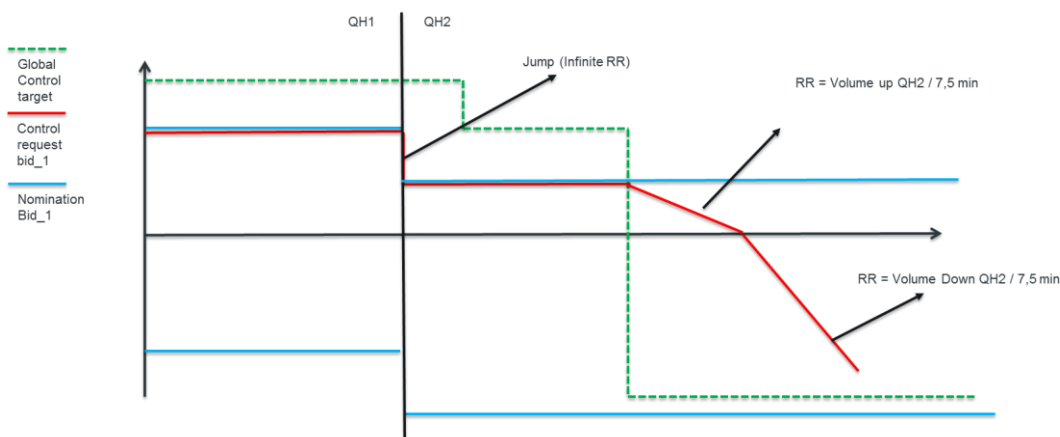 QH1
QH2
Global
Control
target
Control
request
bid_1
Nomination
Bid_1
Jump (Infinite RR)
RR = Volume up QH2 / 7,5 min
RR = Volume Down QH2 / 7,5 min